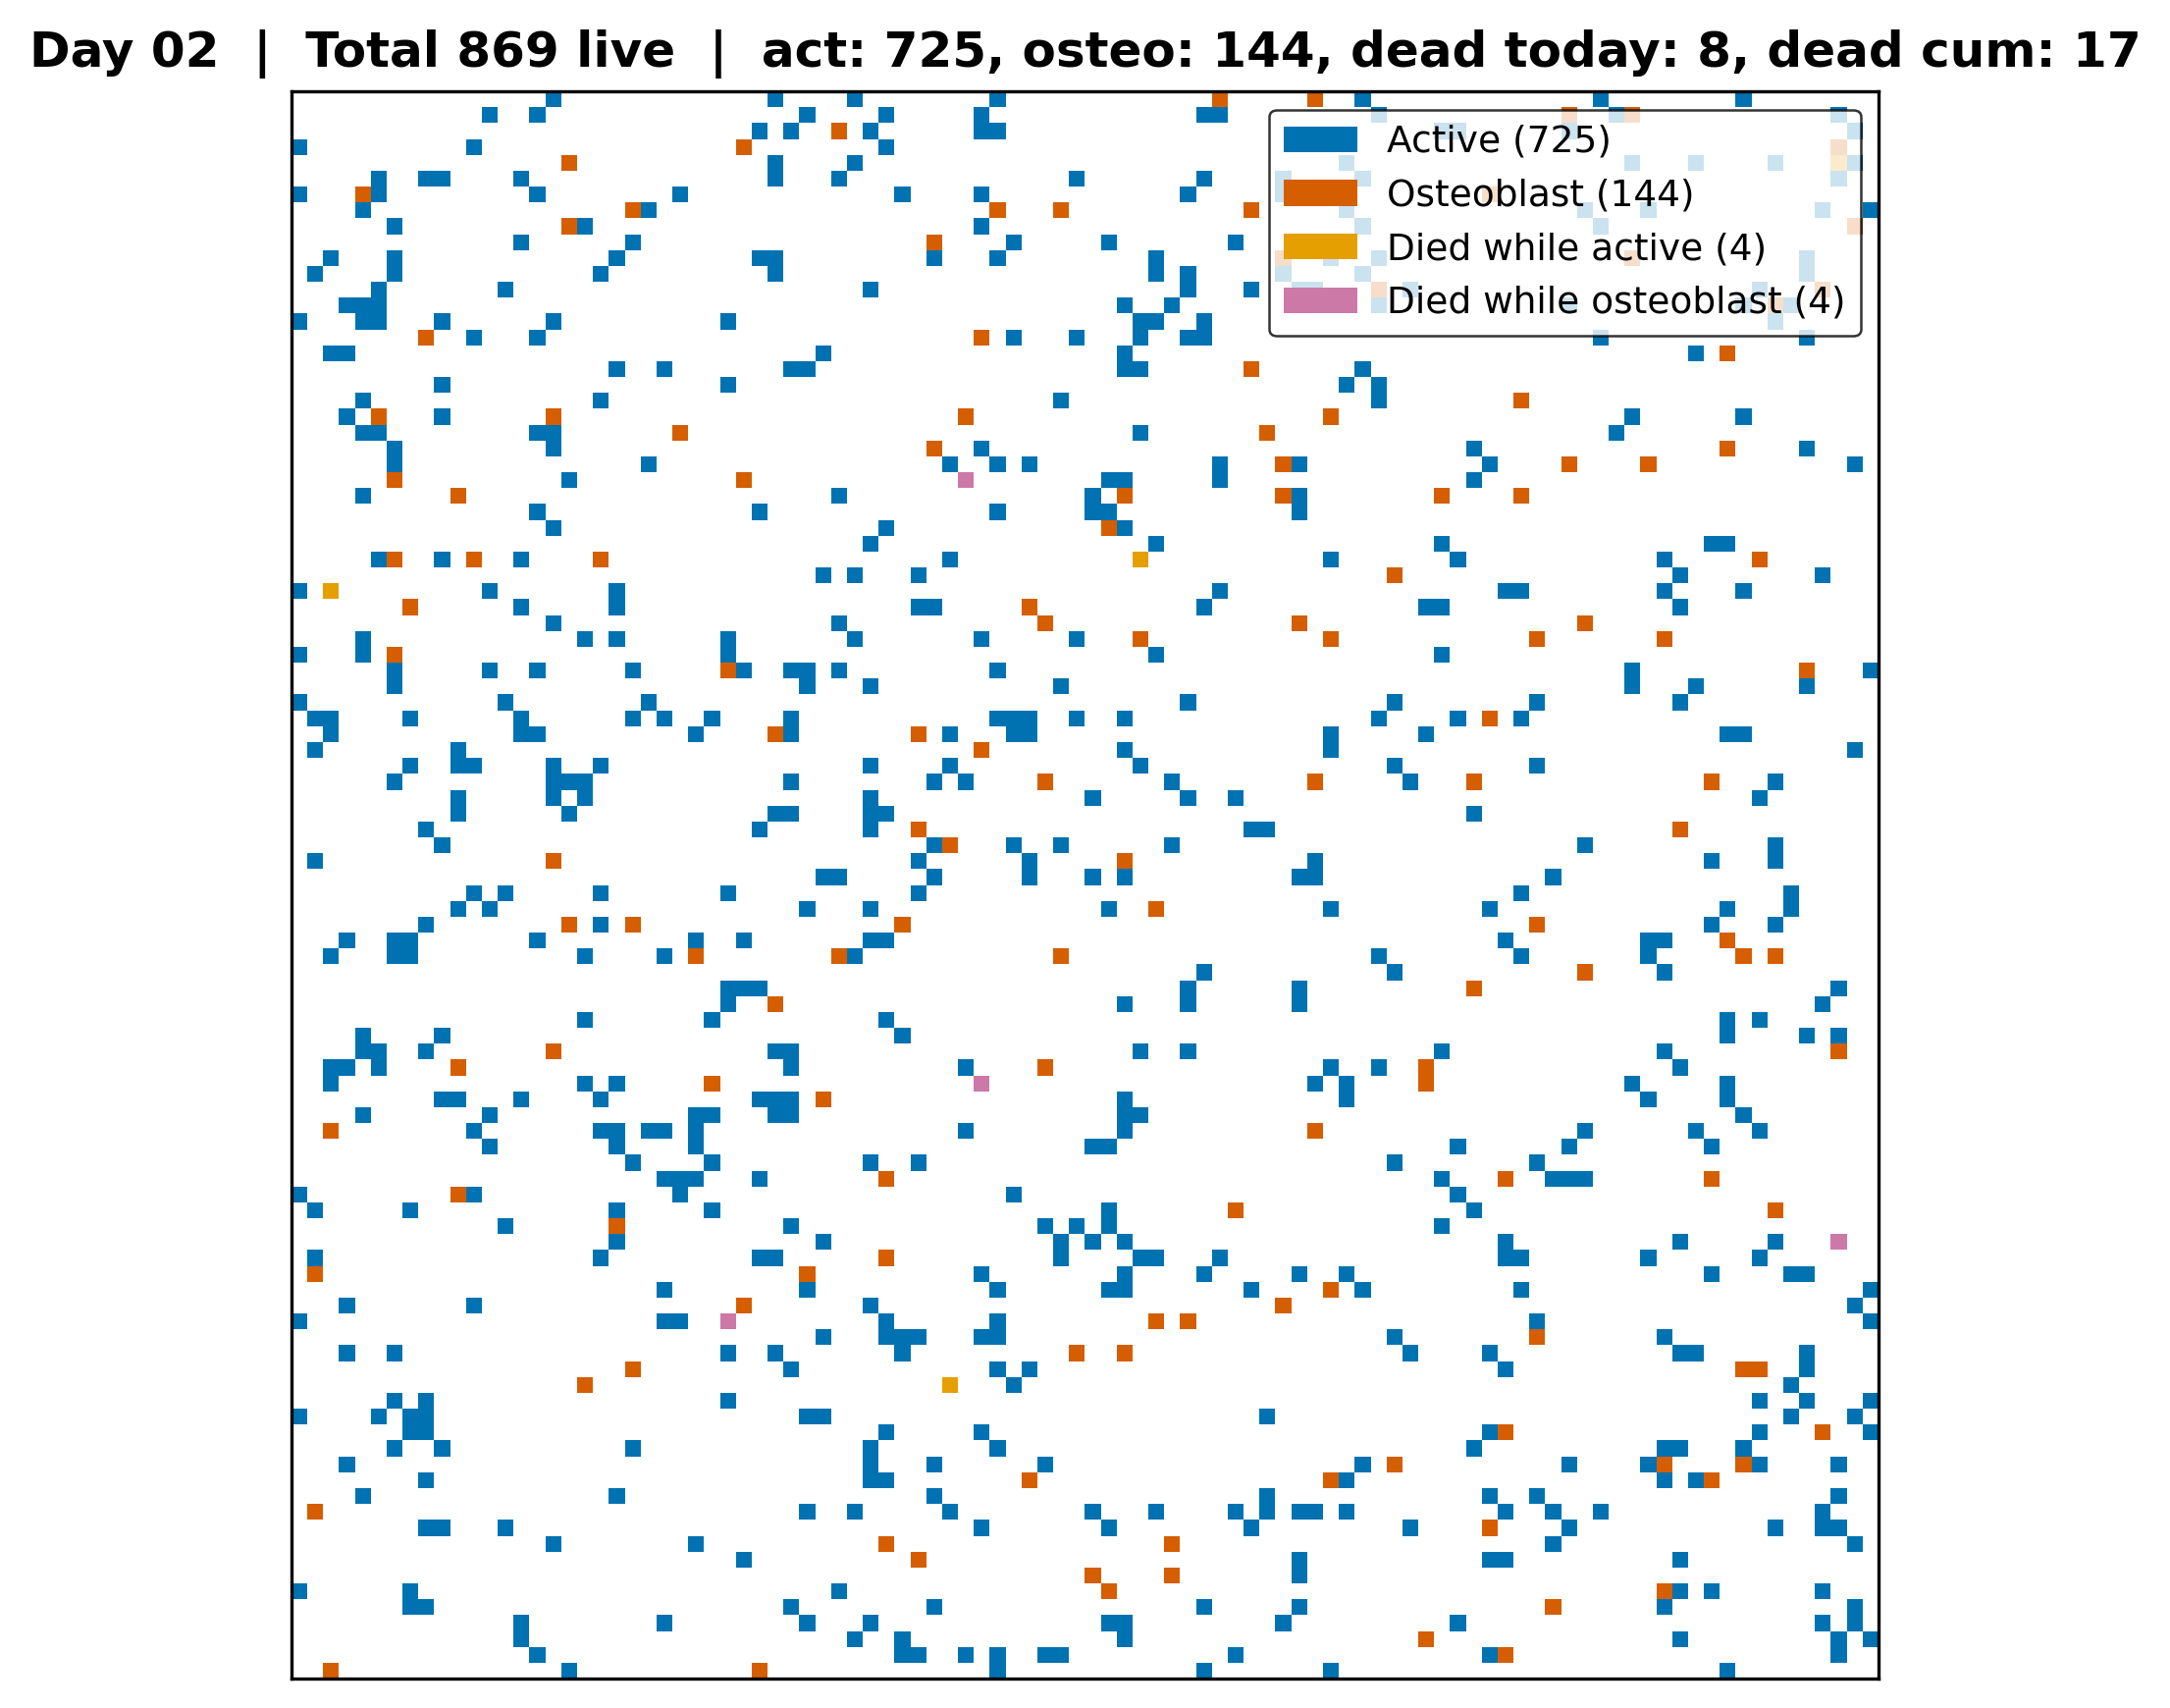 Day 02 | Total 869 live | act: 725, osteo: 144, dead today: 8, dead cum: 17
Active (725)
Osteoblast (144)
Died while active (4)
Died while osteoblast (4)